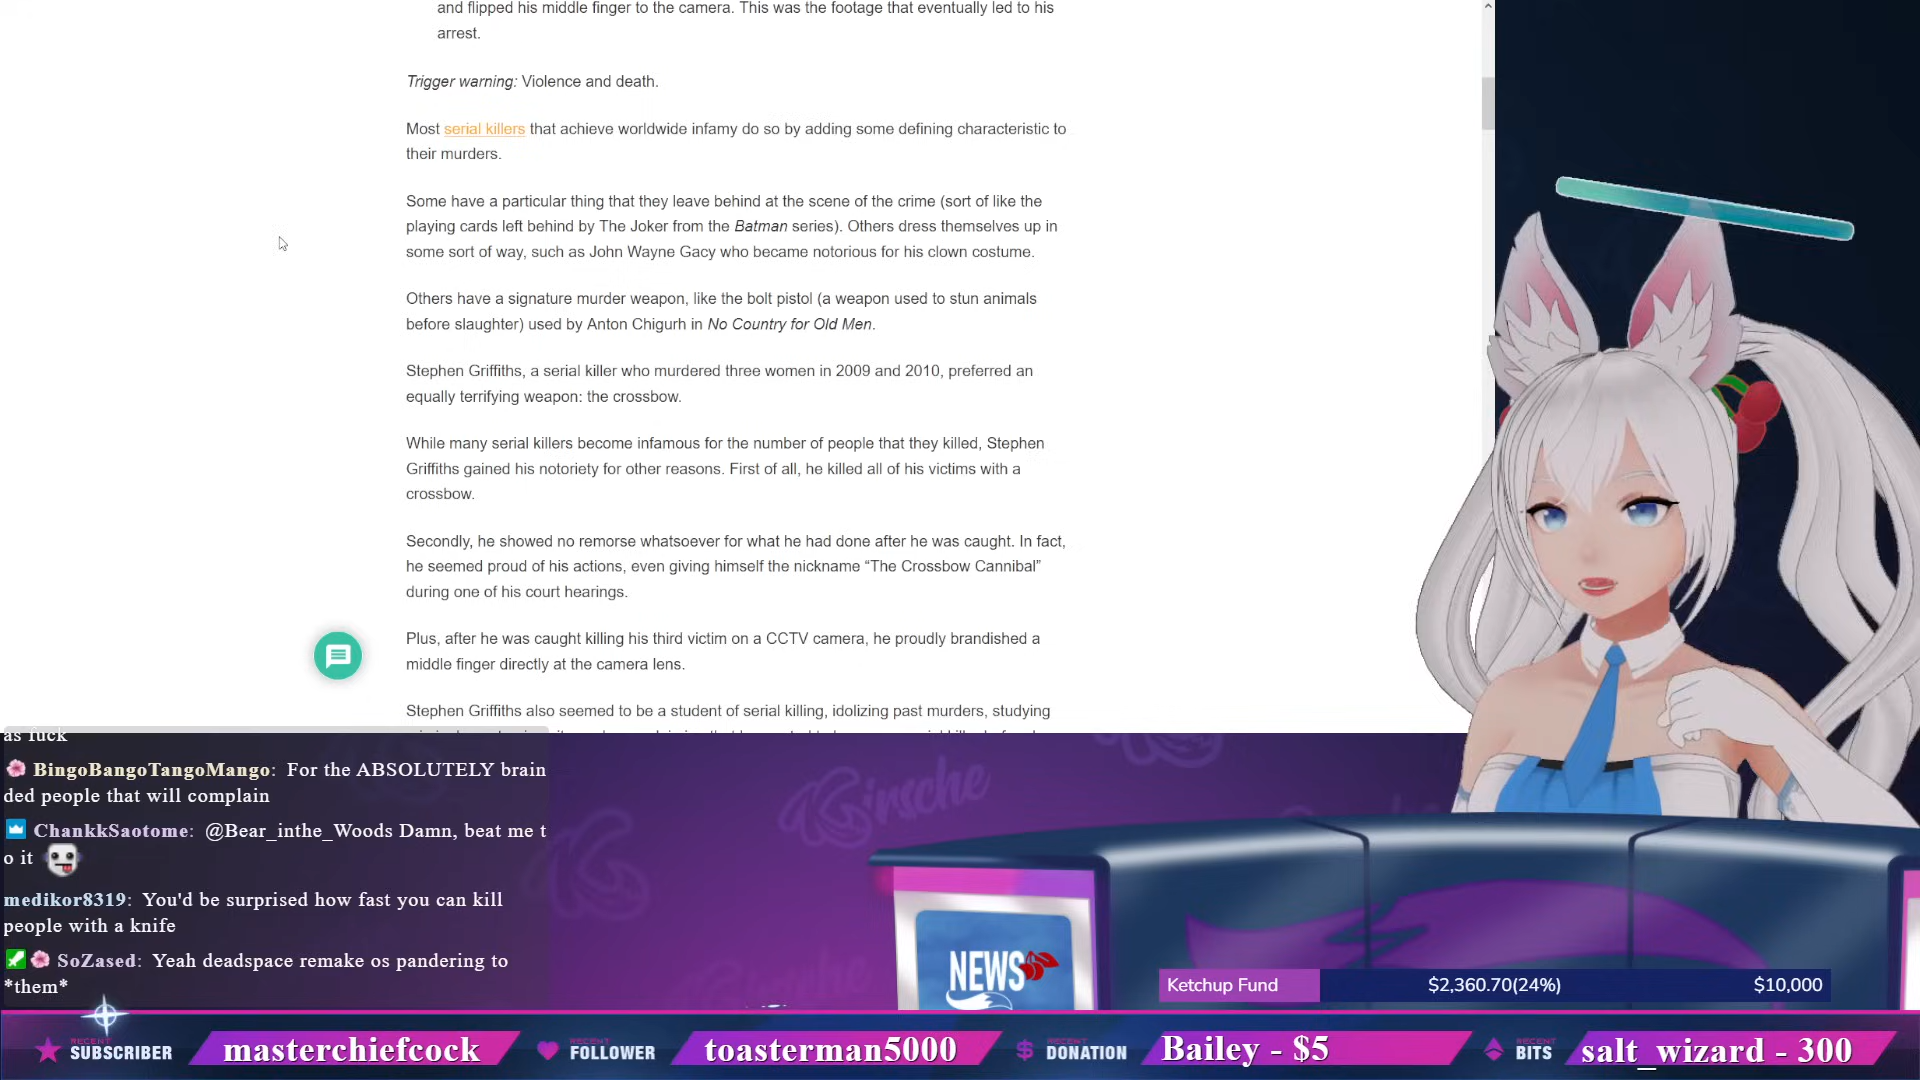 and flipped his middle finger to the camera. This was the footage that eventually led to his
arrest.
Trigger warning: Violence and death.
Most serial killers that achieve worldwide infamy do so by adding some defining characteristic to
their murders.
Some have a particular thing that they leave behind at the scene of the crime (sort of like the
playing cards left behind by The Joker from the Batman series). Others dress themselves up in
some sort of way, such as John Wayne Gacy who became notorious for his clown costume.
Others have a signature murder weapon, like the bolt pistol (a weapon used to stun animals
before slaughter) used by Anton Chigurh in No Country for Old Men.
Stephen Griffiths, a serial killer who murdered three women in 2009 and 2010, preferred an
equally terrifying weapon: the crossbow.
While many serial killers become infamous for the number of people that they killed, Stephen
Griffiths gained his notoriety for other reasons. First of all, he killed all of his victims with a
crossbow.
Secondly, he showed no remorse whatsoever for what he had done after he was caught. In fact,
he seemed proud of his actions, even giving himself the nickname “The Crossbow Cannibal”
during one of his court hearings.
Plus, after he was caught killing his third victim on a CCTV camera, he proudly brandished a
middle finger directly at the camera lens.
Stephen Griffiths also seemed to be a student of serial killing, idolizing past murders, studying
as fuck
BingoBangoTangoMango: For the ABSOLUTELY brain
ded people that will complain
ChankkSaotome: @Bear_inthe_Woods Damn, beat me t
o it
medikor8319: You'd be surprised how fast you can kill
people with a knife
SoZased: Yeah deadspace remake os pandering to
*them*
Girsche
NEWS
Ketchup Fund $2,360.70(24%) $10,000
RECENT SUBSCRIBER masterchiefcock RECENT FOLLOWER toasterman5000 RECENT DONATION Bailey - $5 RECENT BITS salt_wizard - 300